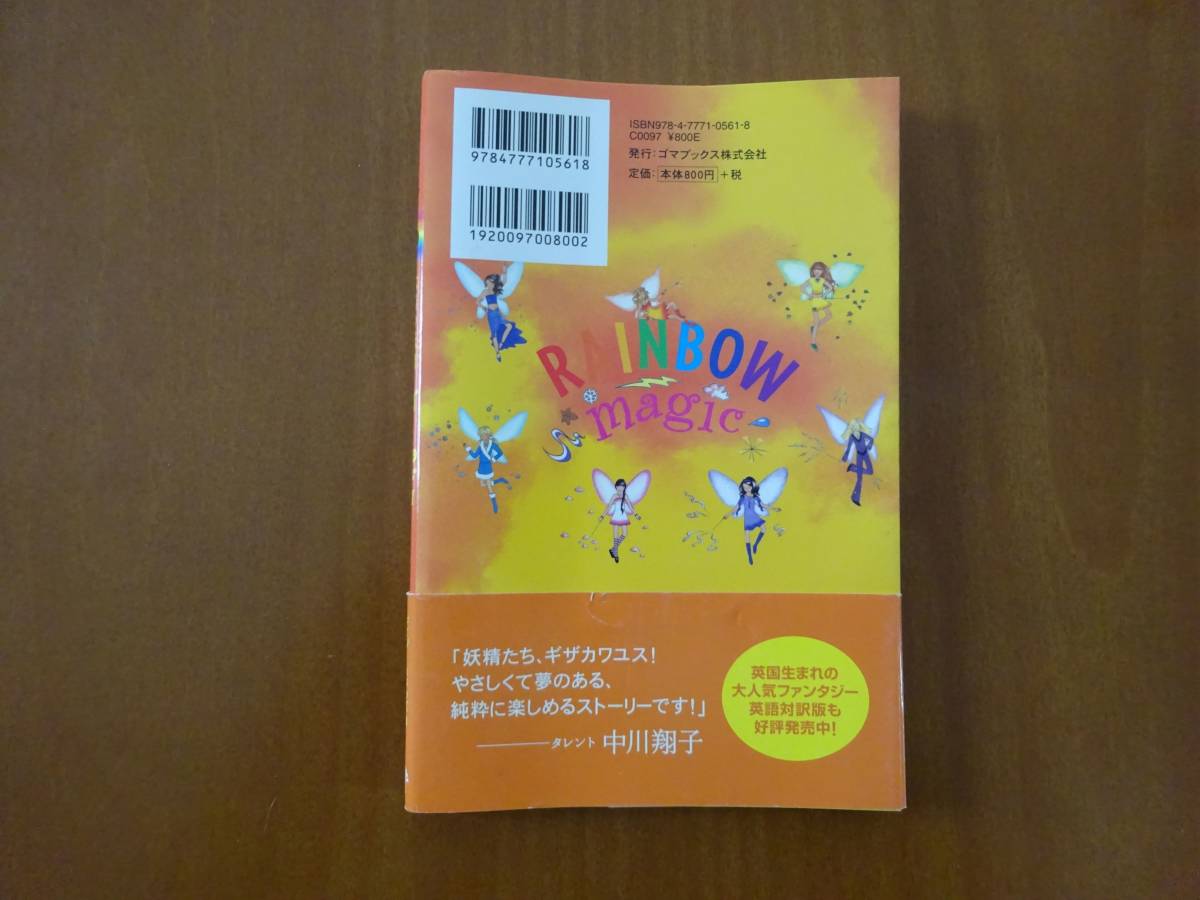 9784777105618
1920097008002
ISBN978-4-7771-0561-8
C0097 ¥800E
発行:ゴマブックス株式会社
定価: 本体800円 +税
RAINBOW
magic
「妖精たち、ギザカワユス!
やさしくて夢のある、
純粋に楽しめるストーリーです!」
タレント 中川翔子
英国生まれの
大人気ファンタジー
英語対訳版も
好評発売中!